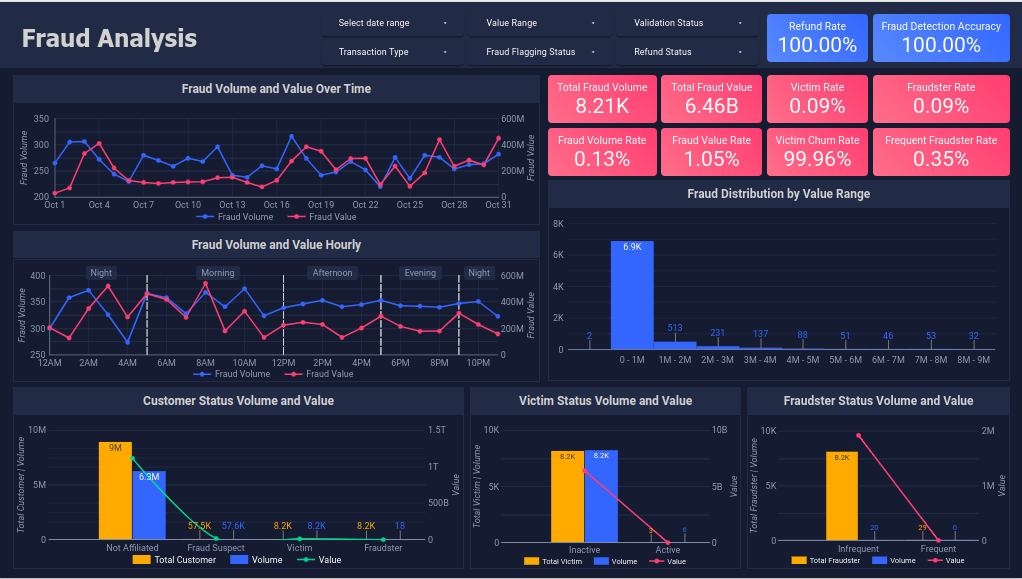 Fraud Analysis
Select date range
Value Range
Validation Status
Transaction Type
Fraud Flagging Status
Refund Status
Refund Rate
100.00%
Fraud Detection Accuracy
100.00%
Total Fraud Volume
8.21K
Total Fraud Value
6.46B
Victim Rate
0.09%
Fraudster Rate
0.09%
Fraud Volume Rate
0.13%
Fraud Value Rate
1.05%
Victim Churn Rate
99.96%
Frequent Fraudster Rate
0.35%
Fraud Volume and Value Over Time
Fraud Volume
350
300
250
200
600M
400M
200M
0
Fraud Value
Oct 1 Oct 4 Oct 7 Oct 10 Oct 13 Oct 16 Oct 19 Oct 22 Oct 25 Oct 28 Oct 31
Fraud Volume Fraud Value
Fraud Volume and Value Hourly
Night Morning Afternoon Evening Night
Fraud Volume
400
350
300
250
600M
400M
200M
0
Fraud Value
12AM 2AM 4AM 6AM 8AM 10AM 12PM 2PM 4PM 6PM 8PM 10PM
Fraud Volume Fraud Value
Fraud Distribution by Value Range
8K
6K
4K
2K
0
2 6.9K 513 231 137 88 51 46 53 32
0 - 1M 1M - 2M 2M - 3M 3M - 4M 4M - 5M 5M - 6M 6M - 7M 7M - 8M 8M - 9M
Customer Status Volume and Value
Total Customer | Volume
10M
5M
0
9M 6.3M 57.5K 57.6K 8.2K 8.2K 8.2K 18
1.5T
1T
500B
0
Value
Not Affiliated Fraud Suspect Victim Fraudster
Total Customer Volume Value
Victim Status Volume and Value
Total Victim | Volume
10K
5K
0
8.2K 8.2K
10B
5B
0
Value
Inactive Active
Total Victim Volume Value
Fraudster Status Volume and Value
Total Fraudster | Volume
10K
5K
0
8.2K 20 29 0
2M
1M
0
Value
Infrequent Frequent
Total Fraudster Volume Value